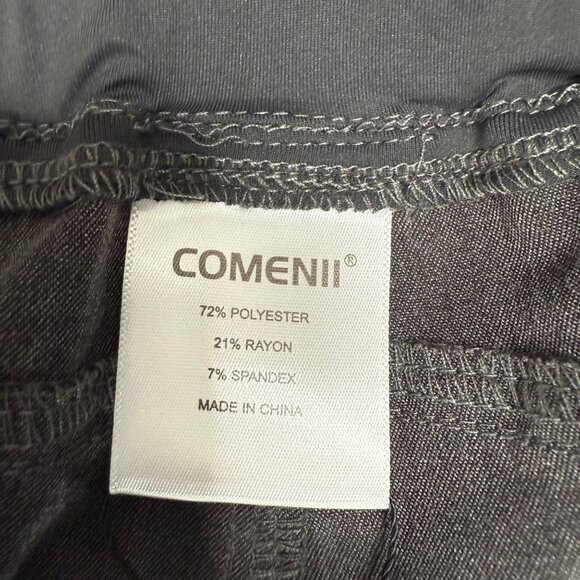 COMENII®
72% POLYESTER
21% RAYON
7% SPANDEX
MADE IN CHINA